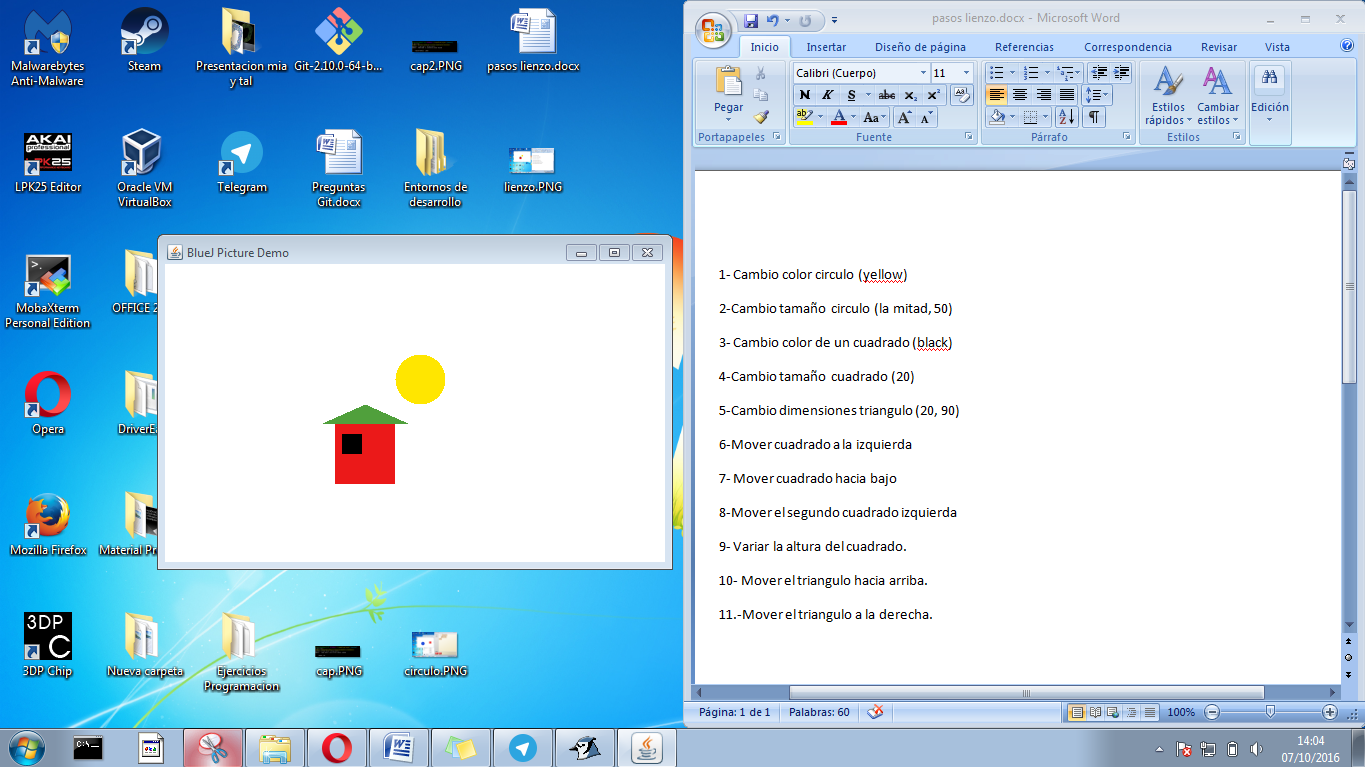 Malwarebytes
Anti-Malware
Steam
Presentacion mia
y tal
Git-2.10.0-64-b...
cap2.PNG
pasos lienzo.docx
AKAI
professional
LPK25 Editor
Oracle VM
VirtualBox
Telegram
Preguntas
Git.docx
Entornos de
desarrollo
lienzo.PNG
MobaXterm
Personal Edition
OFFICE 2
Opera
DriverEa
Mozilla Firefox
Material Pr
3DP
C
3DP Chip
Nueva carpeta
Ejercicios
Programacion
cap.PNG
circulo.PNG
BlueJ Picture Demo
pasos lienzo.docx - Microsoft Word
Inicio
Insertar
Diseño de página
Referencias
Correspondencia
Revisar
Vista
Pegar
Portapapeles
Calibri (Cuerpo)
11
N K S abc x₂ x²
ab A Aa A A
Fuente
Párrafo
Estilos
rápidos
Cambiar
estilos
Estilos
Edición
1- Cambio color circulo (yellow)
2-Cambio tamaño circulo (la mitad, 50)
3- Cambio color de un cuadrado (black)
4-Cambio tamaño cuadrado (20)
5-Cambio dimensiones triangulo (20, 90)
6-Mover cuadrado a la izquierda
7- Mover cuadrado hacia bajo
8-Mover el segundo cuadrado izquierda
9- Variar la altura del cuadrado.
10- Mover el triangulo hacia arriba.
11.-Mover el triangulo a la derecha.
Página: 1 de 1
Palabras: 60
100%
14:04
07/10/2016